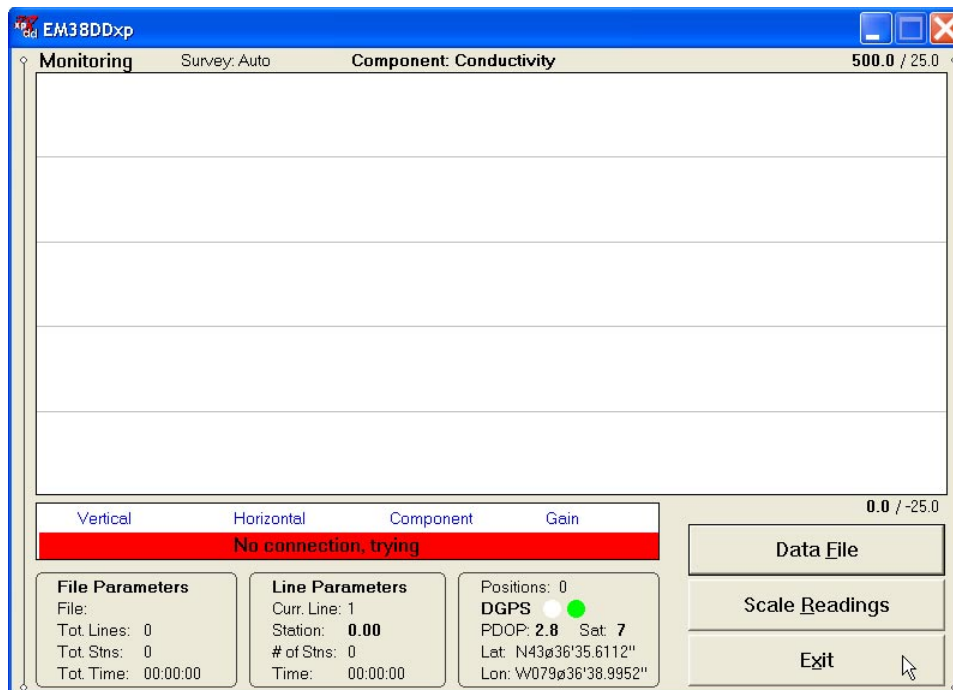 EM38DDxp
Monitoring Survey: Auto Component: Conductivity 500.0 / 25.0
0.0 / -25.0
Vertical Horizontal Component Gain
No connection, trying
Data File
Scale Readings
Exit
File Parameters
File:
Tot. Lines: 0
Tot. Stns: 0
Tot. Time: 00:00:00
Line Parameters
Curr. Line: 1
Station: 0.00
# of Stns: 0
Time: 00:00:00
Positions: 0
DGPS
PDOP: 2.8 Sat: 7
Lat: N43ø36'35.6112"
Lon: W079ø36'38.9952"